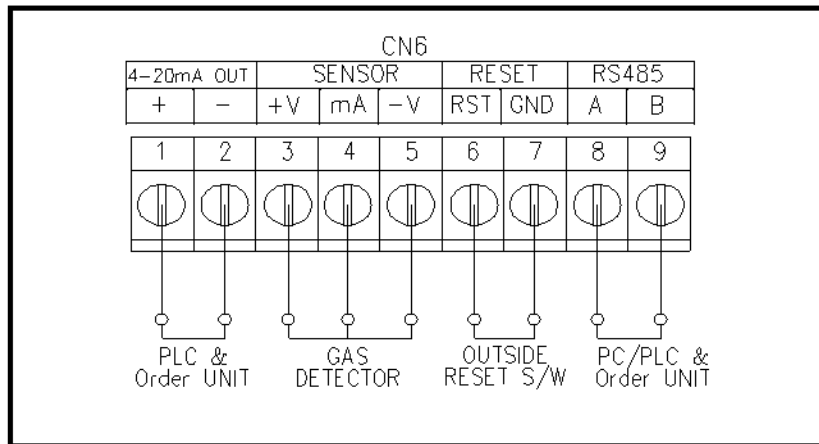 CN6
4-20mA OUT SENSOR RESET RS485
+ - +V mA -V RST GND A B
1 2 3 4 5 6 7 8 9
PLC & GAS OUTSIDE PC/PLC &
Order UNIT DETECTOR RESET S/W Order UNIT